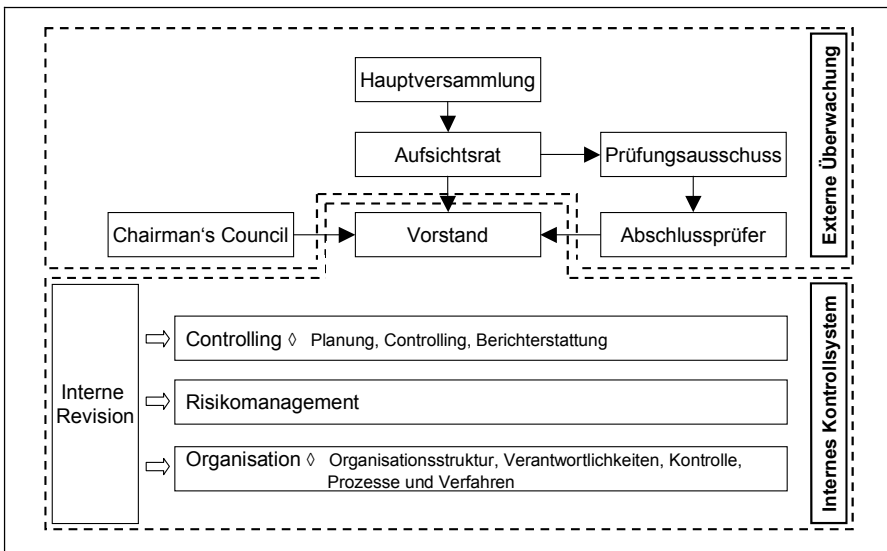 Hauptversammlung
Aufsichtsrat
Prüfungsausschuss
Chairman‘s Council
Vorstand
Abschlussprüfer
Externe Überwachung
Interne
Revision
Controlling ◊ Planung, Controlling, Berichterstattung
Risikomanagement
Organisation ◊ Organisationsstruktur, Verantwortlichkeiten, Kontrolle,
Prozesse und Verfahren
Internes Kontrollsystem